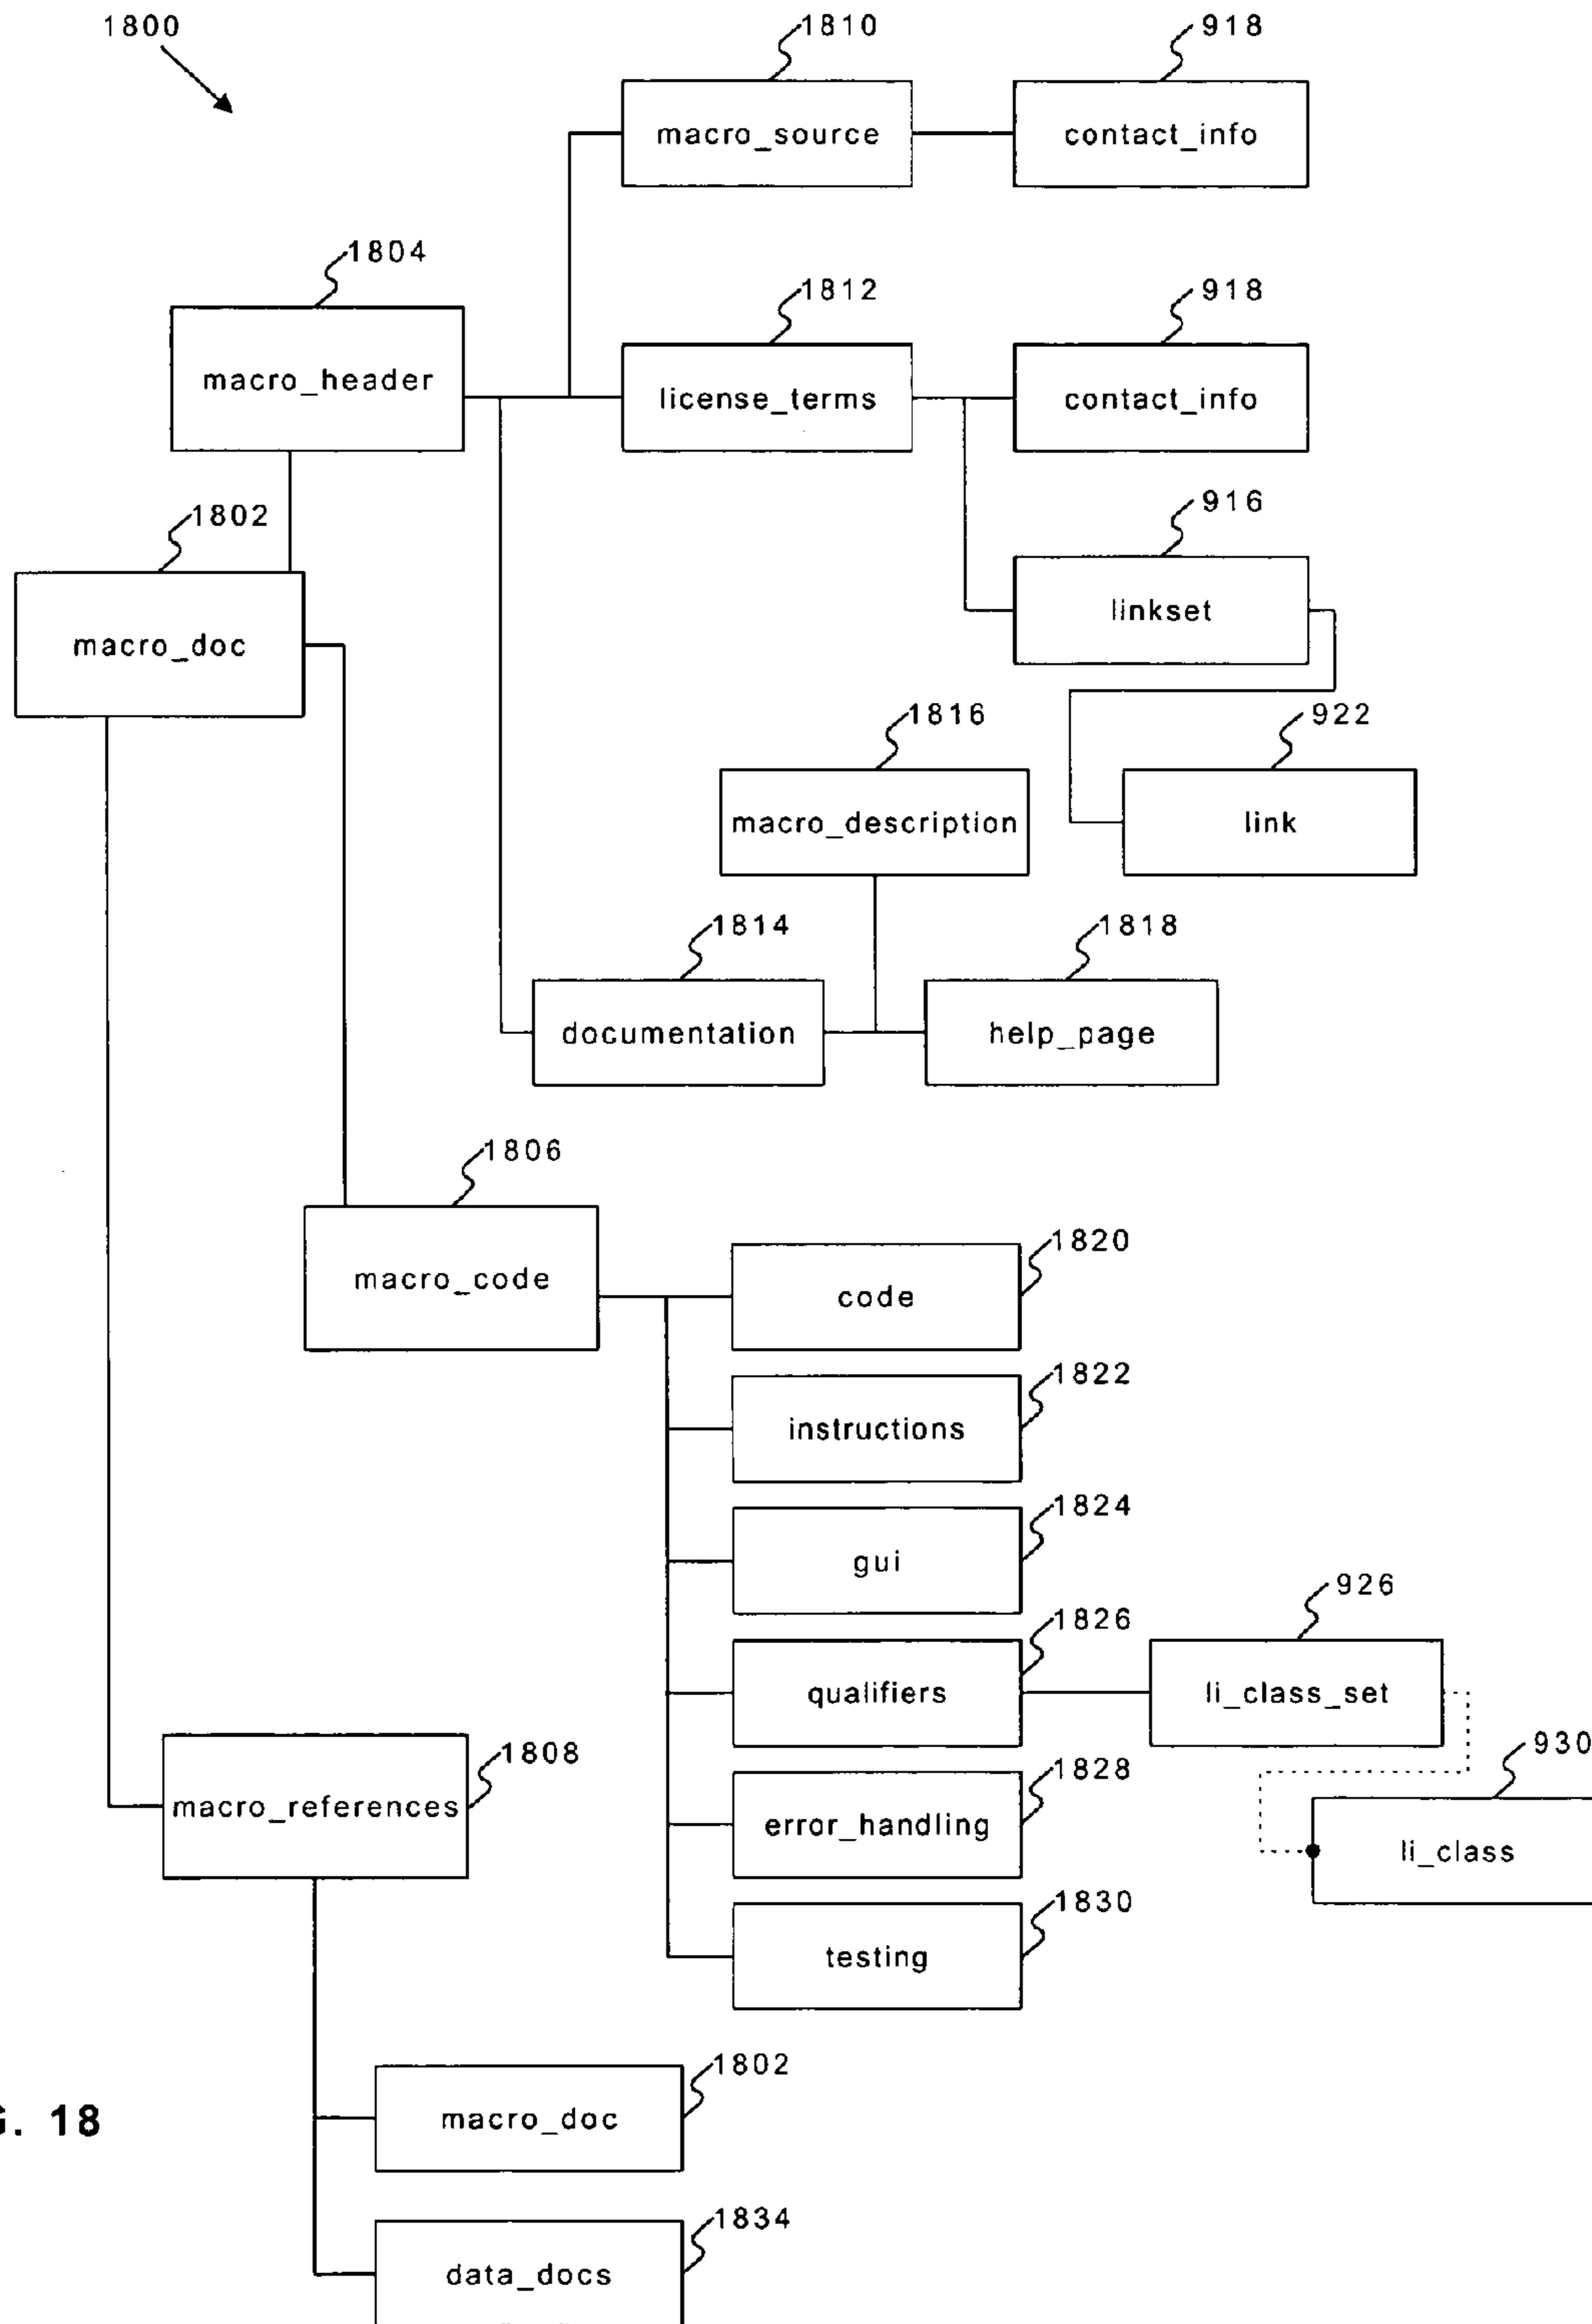 1800
1810
918
macro_source
contact_info
1804
1812
918
macro_header
license_terms
contact_info
1802
916
macro_doc
linkset
1816
922
macro_description
link
1814
1818
documentation
help_page
1806
1820
macro_code
code
1822
instructions
1824
gui
926
1826
qualifiers
li_class_set
930
1808
1828
macro_references
error_handling
li_class
1830
testing
1802
macro_doc
G. 18
1834
data_docs